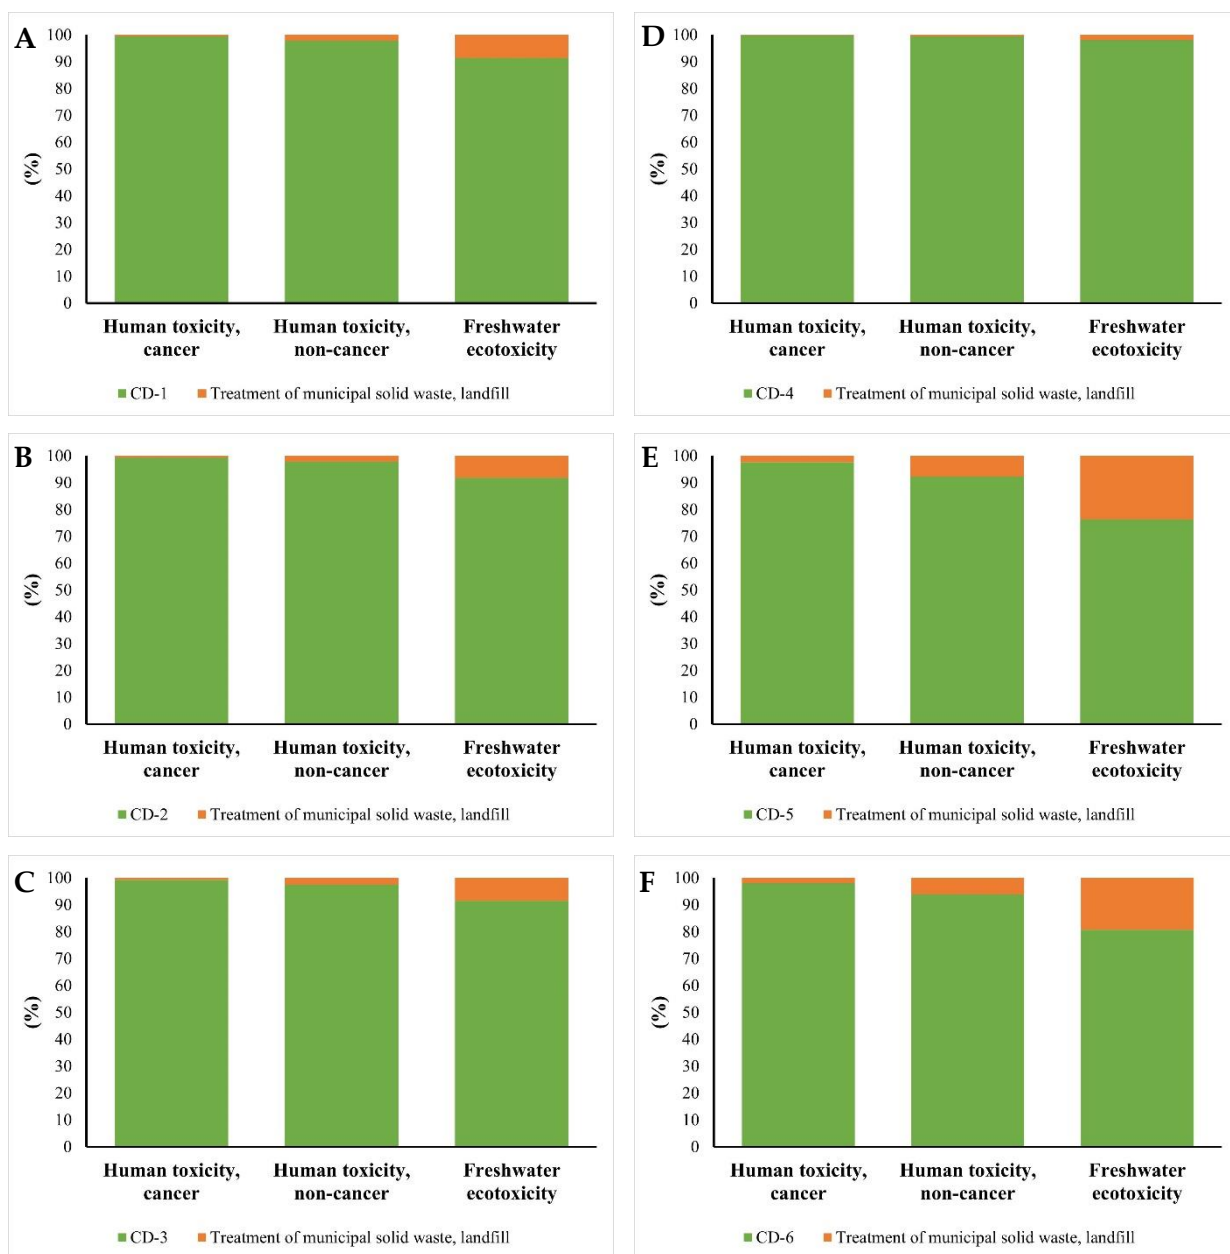 A
100
90
80
70
60
50
40
30
20
10
0
(%)
Human toxicity, cancer
Human toxicity, non-cancer
Freshwater ecotoxicity
CD-1
Treatment of municipal solid waste, landfill
D
100
90
80
70
60
50
40
30
20
10
0
(%)
Human toxicity, cancer
Human toxicity, non-cancer
Freshwater ecotoxicity
CD-4
Treatment of municipal solid waste, landfill
B
100
90
80
70
60
50
40
30
20
10
0
(%)
Human toxicity, cancer
Human toxicity, non-cancer
Freshwater ecotoxicity
CD-2
Treatment of municipal solid waste, landfill
E
100
90
80
70
60
50
40
30
20
10
0
(%)
Human toxicity, cancer
Human toxicity, non-cancer
Freshwater ecotoxicity
CD-5
Treatment of municipal solid waste, landfill
C
100
90
80
70
60
50
40
30
20
10
0
(%)
Human toxicity, cancer
Human toxicity, non-cancer
Freshwater ecotoxicity
CD-3
Treatment of municipal solid waste, landfill
F
100
90
80
70
60
50
40
30
20
10
0
(%)
Human toxicity, cancer
Human toxicity, non-cancer
Freshwater ecotoxicity
CD-6
Treatment of municipal solid waste, landfill